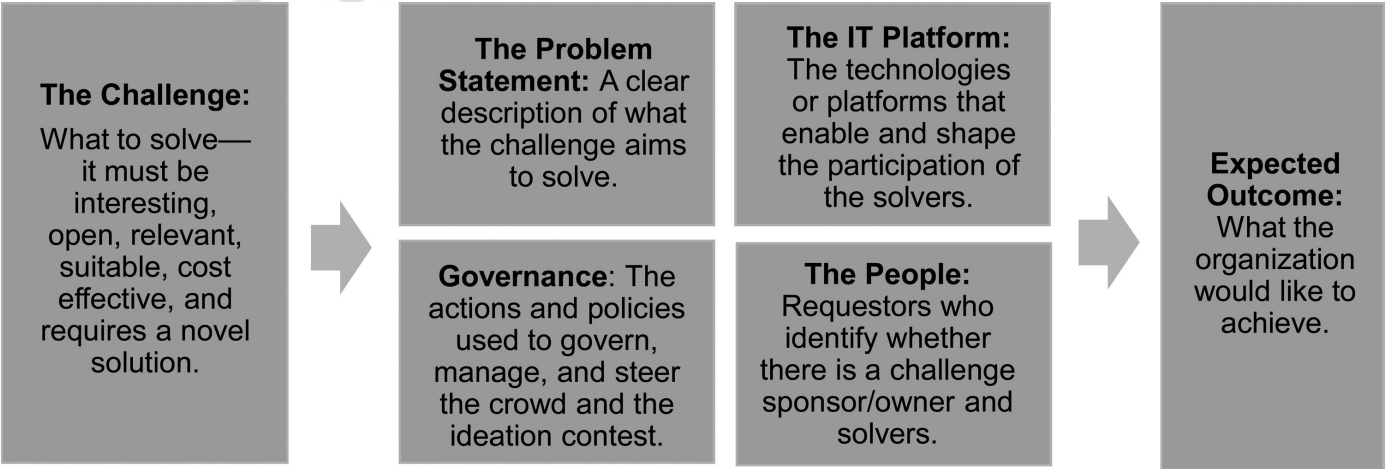 The Challenge:
What to solve—
it must be
interesting,
open, relevant,
suitable, cost
effective, and
requires a novel
solution.
The Problem
Statement: A clear
description of what
the challenge aims
to solve.
The IT Platform:
The technologies
or platforms that
enable and shape
the participation of
the solvers.
Governance: The
actions and policies
used to govern,
manage, and steer
the crowd and the
ideation contest.
The People:
Requestors who
identify whether
there is a challenge
sponsor/owner and
solvers.
Expected
Outcome:
What the
organization
would like to
achieve.